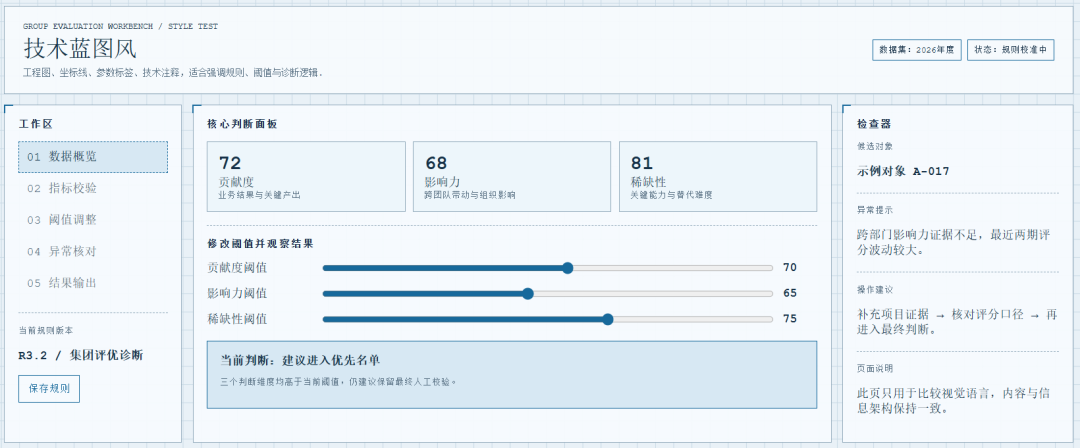 GROUP EVALUATION WORKBENCH / STYLE TEST
技术蓝图风
工程图、坐标线、参数标签、技术注释，适合强调规则、阈值与诊断逻辑。
数据集：2026年度
状态：规则校准中
工作区
01 数据概览
02 指标校验
03 阈值调整
04 异常核对
05 结果输出
当前规则版本
R3.2 / 集团评优诊断
保存规则
核心判断面板
72
贡献度
业务结果与关键产出
68
影响力
跨团队带动与组织影响
81
稀缺性
关键能力与替代难度
修改阈值并观察结果
贡献度阈值 70
影响力阈值 65
稀缺性阈值 75
当前判断：建议进入优先名单
三个判断维度均高于当前阈值，仍建议保留最终人工校验。
检查器
候选对象
示例对象 A-017
异常提示
跨部门影响力证据不足，最近两期评
分波动较大。
操作建议
补充项目证据 → 核对评分口径 → 再
进入最终判断。
页面说明
此页只用于比较视觉语言，内容与信
息架构保持一致。